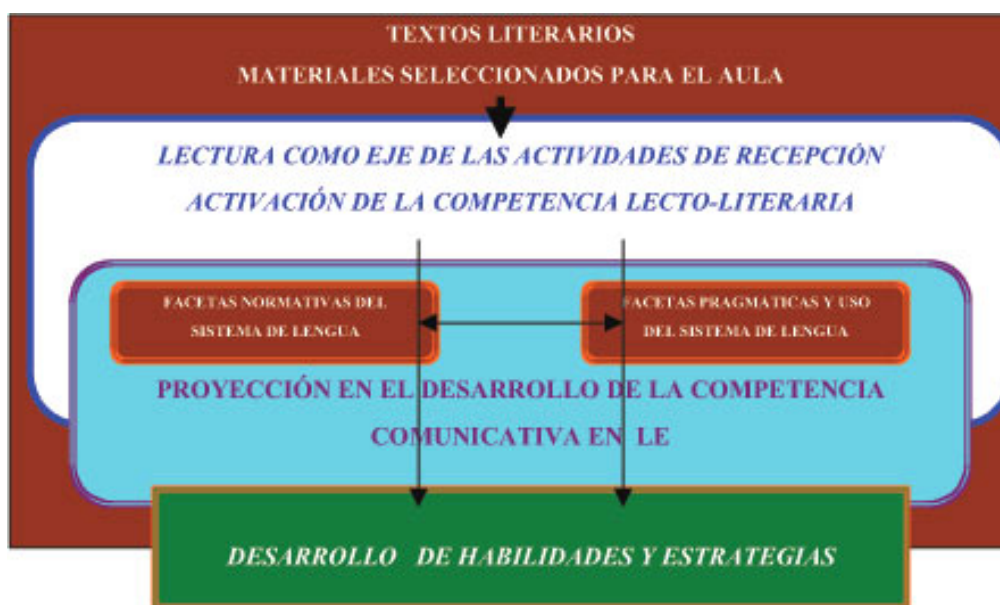 TEXTOS LITERARIOS
MATERIALES SELECCIONADOS PARA EL AULA
LECTURA COMO EJE DE LAS ACTIVIDADES DE RECEPCIÓN
ACTIVACIÓN DE LA COMPETENCIA LECTO-LITERARIA
FACETAS NORMATIVAS DEL
SISTEMA DE LENGUA
FACETAS PRAGMÁTICAS Y USO
DEL SISTEMA DE LENGUA
PROYECCIÓN EN EL DESARROLLO DE LA COMPETENCIA
COMUNICATIVA EN LE
DESARROLLO DE HABILIDADES Y ESTRATEGIAS